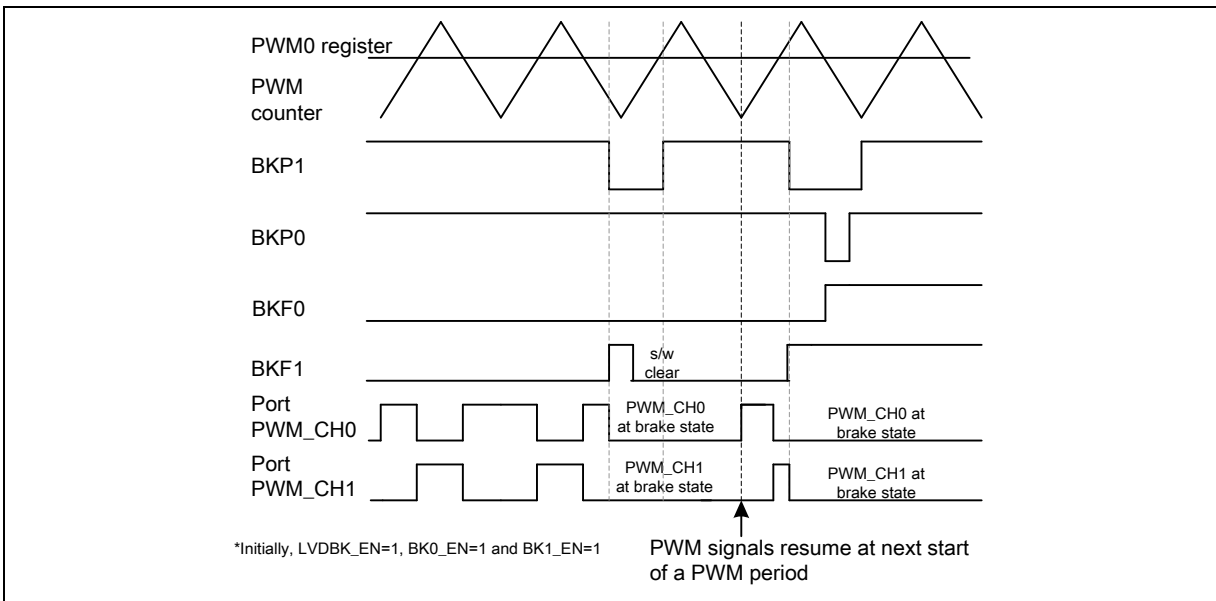 PWM0 register
PWM
counter
BKP1
BKP0
BKF0
BKF1
s/w
clear
Port
PWM_CH0
PWM_CH0
at brake state
PWM_CH0 at
brake state
Port
PWM_CH1
PWM_CH1
at brake state
PWM_CH1 at
brake state
*Initially, LVDBK_EN=1, BK0_EN=1 and BK1_EN=1
PWM signals resume at next start
of a PWM period